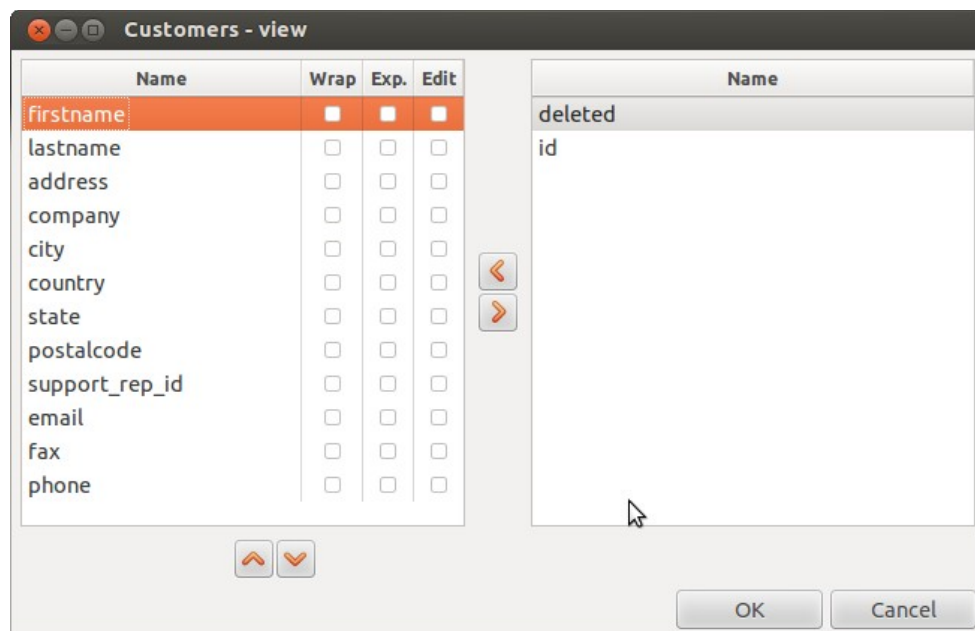 Customers - view
Name Wrap Exp. Edit
firstname
lastname
address
company
city
country
state
postalcode
support_rep_id
email
fax
phone
Name
deleted
id
OK Cancel